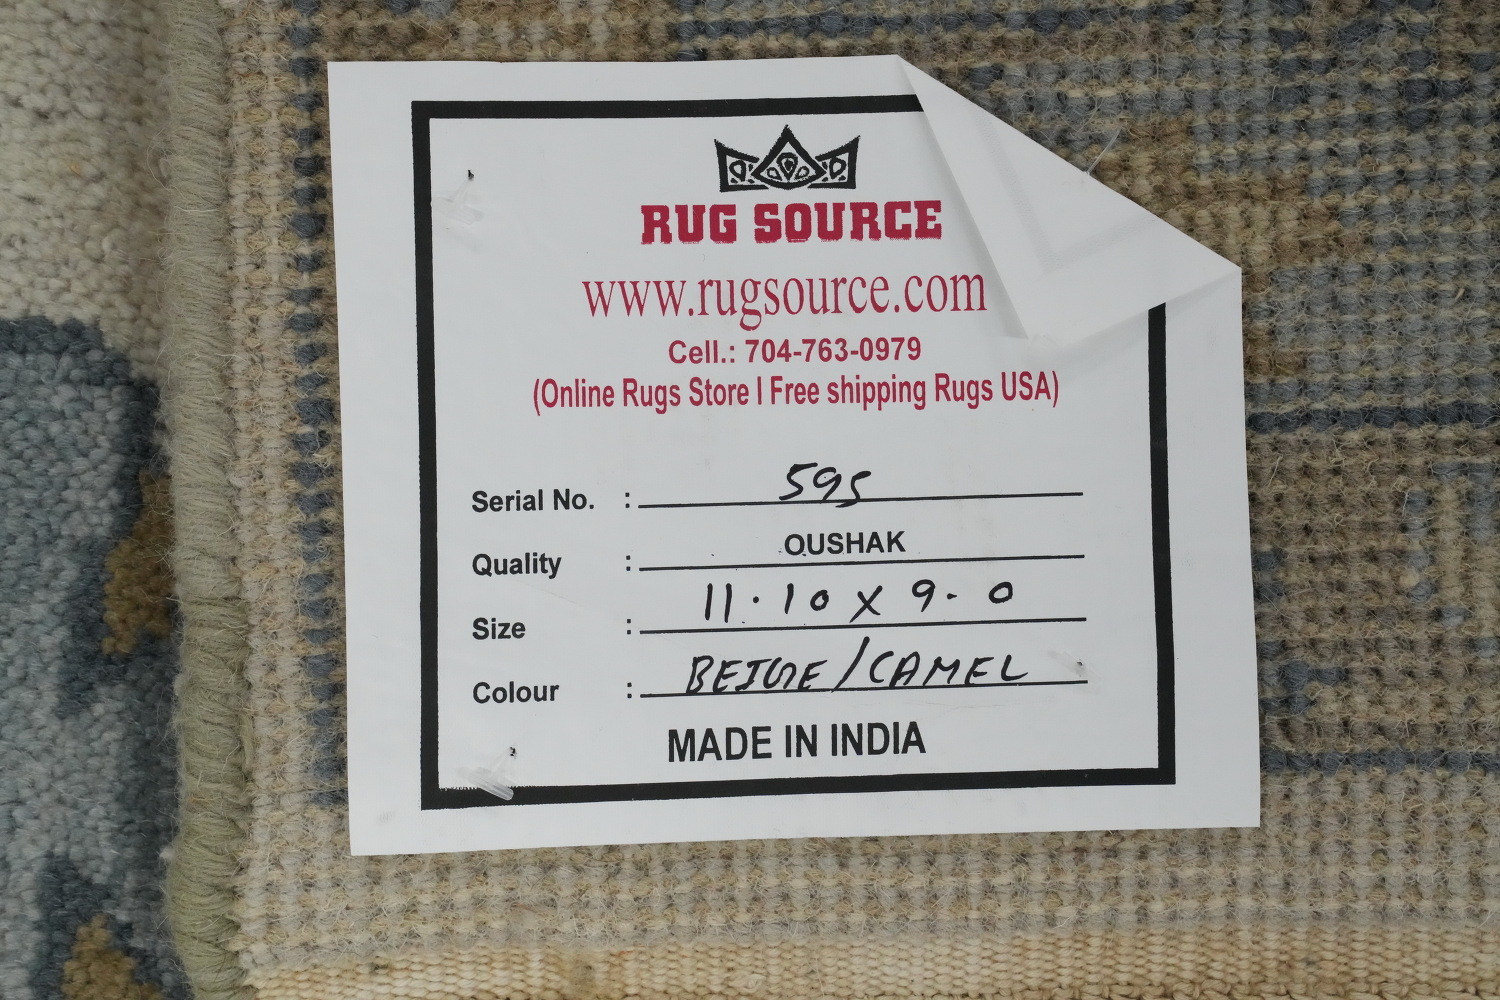 RUG SOURCE
www.rugsource.com
Cell.: 704-763-0979
(Online Rugs Store I Free shipping Rugs USA)
Serial No. : 595
Quality : OUSHAK
Size : 11.10 X 9.0
Colour : BEIGE/CAMEL
MADE IN INDIA